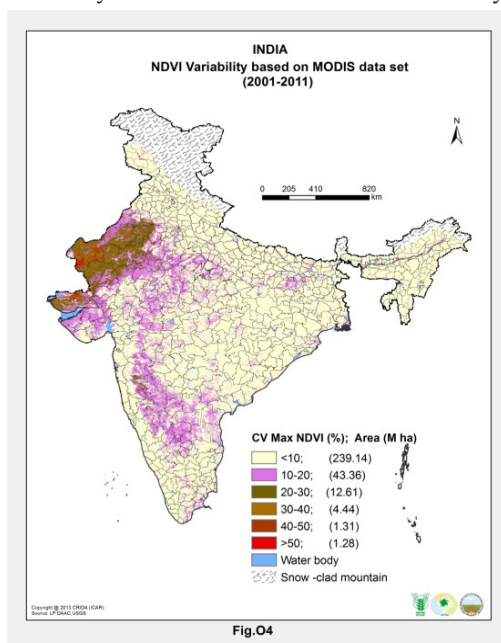 INDIA
NDVI Variability based on MODIS data set
(2001-2011)
N
0 205 410 820
km
CV Max NDVI (%); Area (M ha)
<10; (239.14)
10-20; (43.36)
20-30; (12.61)
30-40; (4.44)
40-50; (1.31)
>50; (1.28)
Water body
Snow -clad mountain
Copyright @ 2013 CRIDA (ICAR)
Source: LP DAAC,USGS
Fig.O4